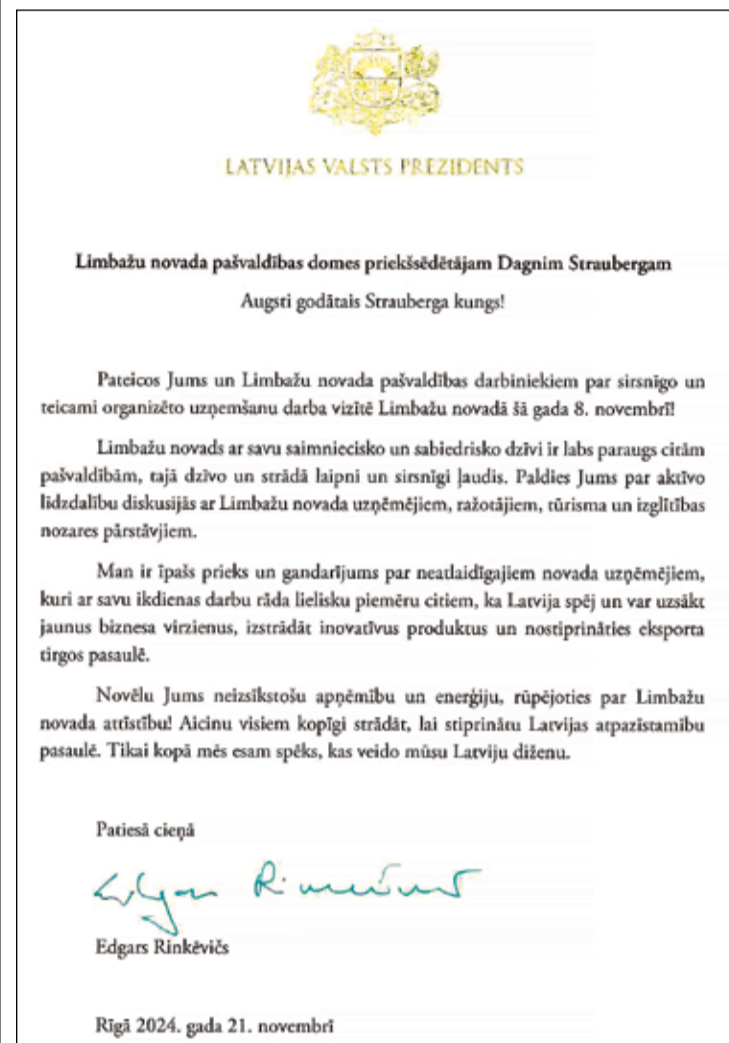 LATVIJAS VALSTS PREZIDENTS
Limbažu novada pašvaldības domes priekšsēdētājam Dagnim Straubergam
Augsti godātais Strauberga kungs!
Pateicos Jums un Limbažu novada pašvaldības darbiniekiem par sirsnīgo un
teicami organizēto uzņemšanu darba vizītē Limbažu novadā šā gada 8. novembrī!
Limbažu novads ar savu saimniecisko un sabiedrisko dzīvi ir labs paraugs citām
pašvaldībām, tajā dzīvo un strādā laipni un sirsnīgi ļaudis. Paldies Jums par aktīvo
līdzdalību diskusijās ar Limbažu novada uzņēmējiem, ražotājiem, tūrisma un izglītības
nozares pārstāvjiem.
Man ir īpašs prieks un gandarījums par neatlaidīgajiem novada uzņēmējiem,
kuri ar savu ikdienas darbu rāda lielisku piemēru citiem, ka Latvija spēj un var uzsākt
jaunus biznesa virzienus, izstrādāt inovatīvus produktus un nostiprināties eksporta
tirgos pasaulē.
Novēlu Jums neizsīkstošu apņēmību un enerģiju, rūpējoties par Limbažu
novada attīstību! Aicinu visiem kopīgi strādāt, lai stiprinātu Latvijas atpazīstamību
pasaulē. Tikai kopā mēs esam spēks, kas veido mūsu Latviju diženu.
Patiesā cieņā
Edgars Rinkēvičs
Rīgā 2024. gada 21. novembrī